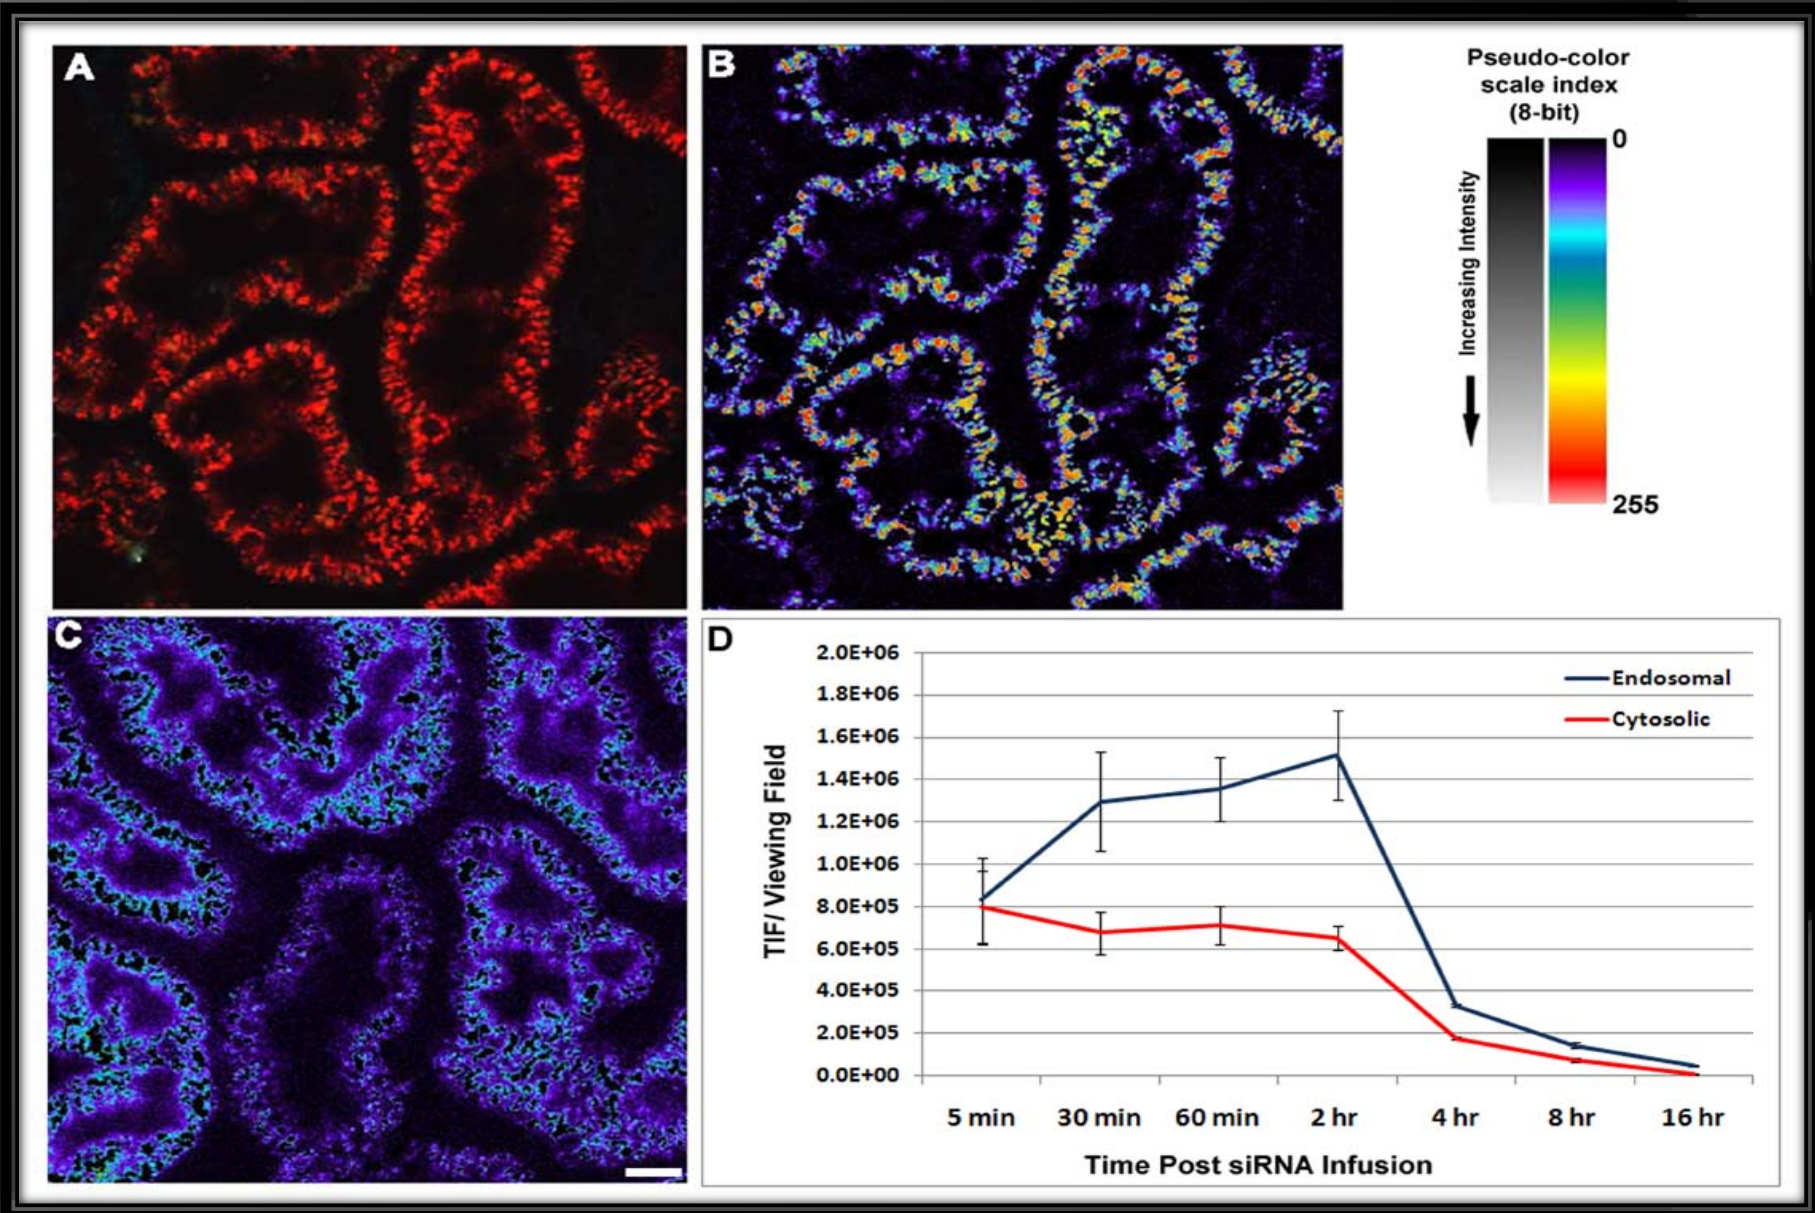 A
B
Pseudo-color
scale index
(8-bit)
0
Increasing Intensity
255
C
D
2.0E+06
1.8E+06
1.6E+06
1.4E+06
1.2E+06
1.0E+06
8.0E+05
6.0E+05
4.0E+05
2.0E+05
0.0E+00
TIF/ Viewing Field
Endosomal
Cytosolic
5 min 30 min 60 min 2 hr 4 hr 8 hr 16 hr
Time Post siRNA Infusion